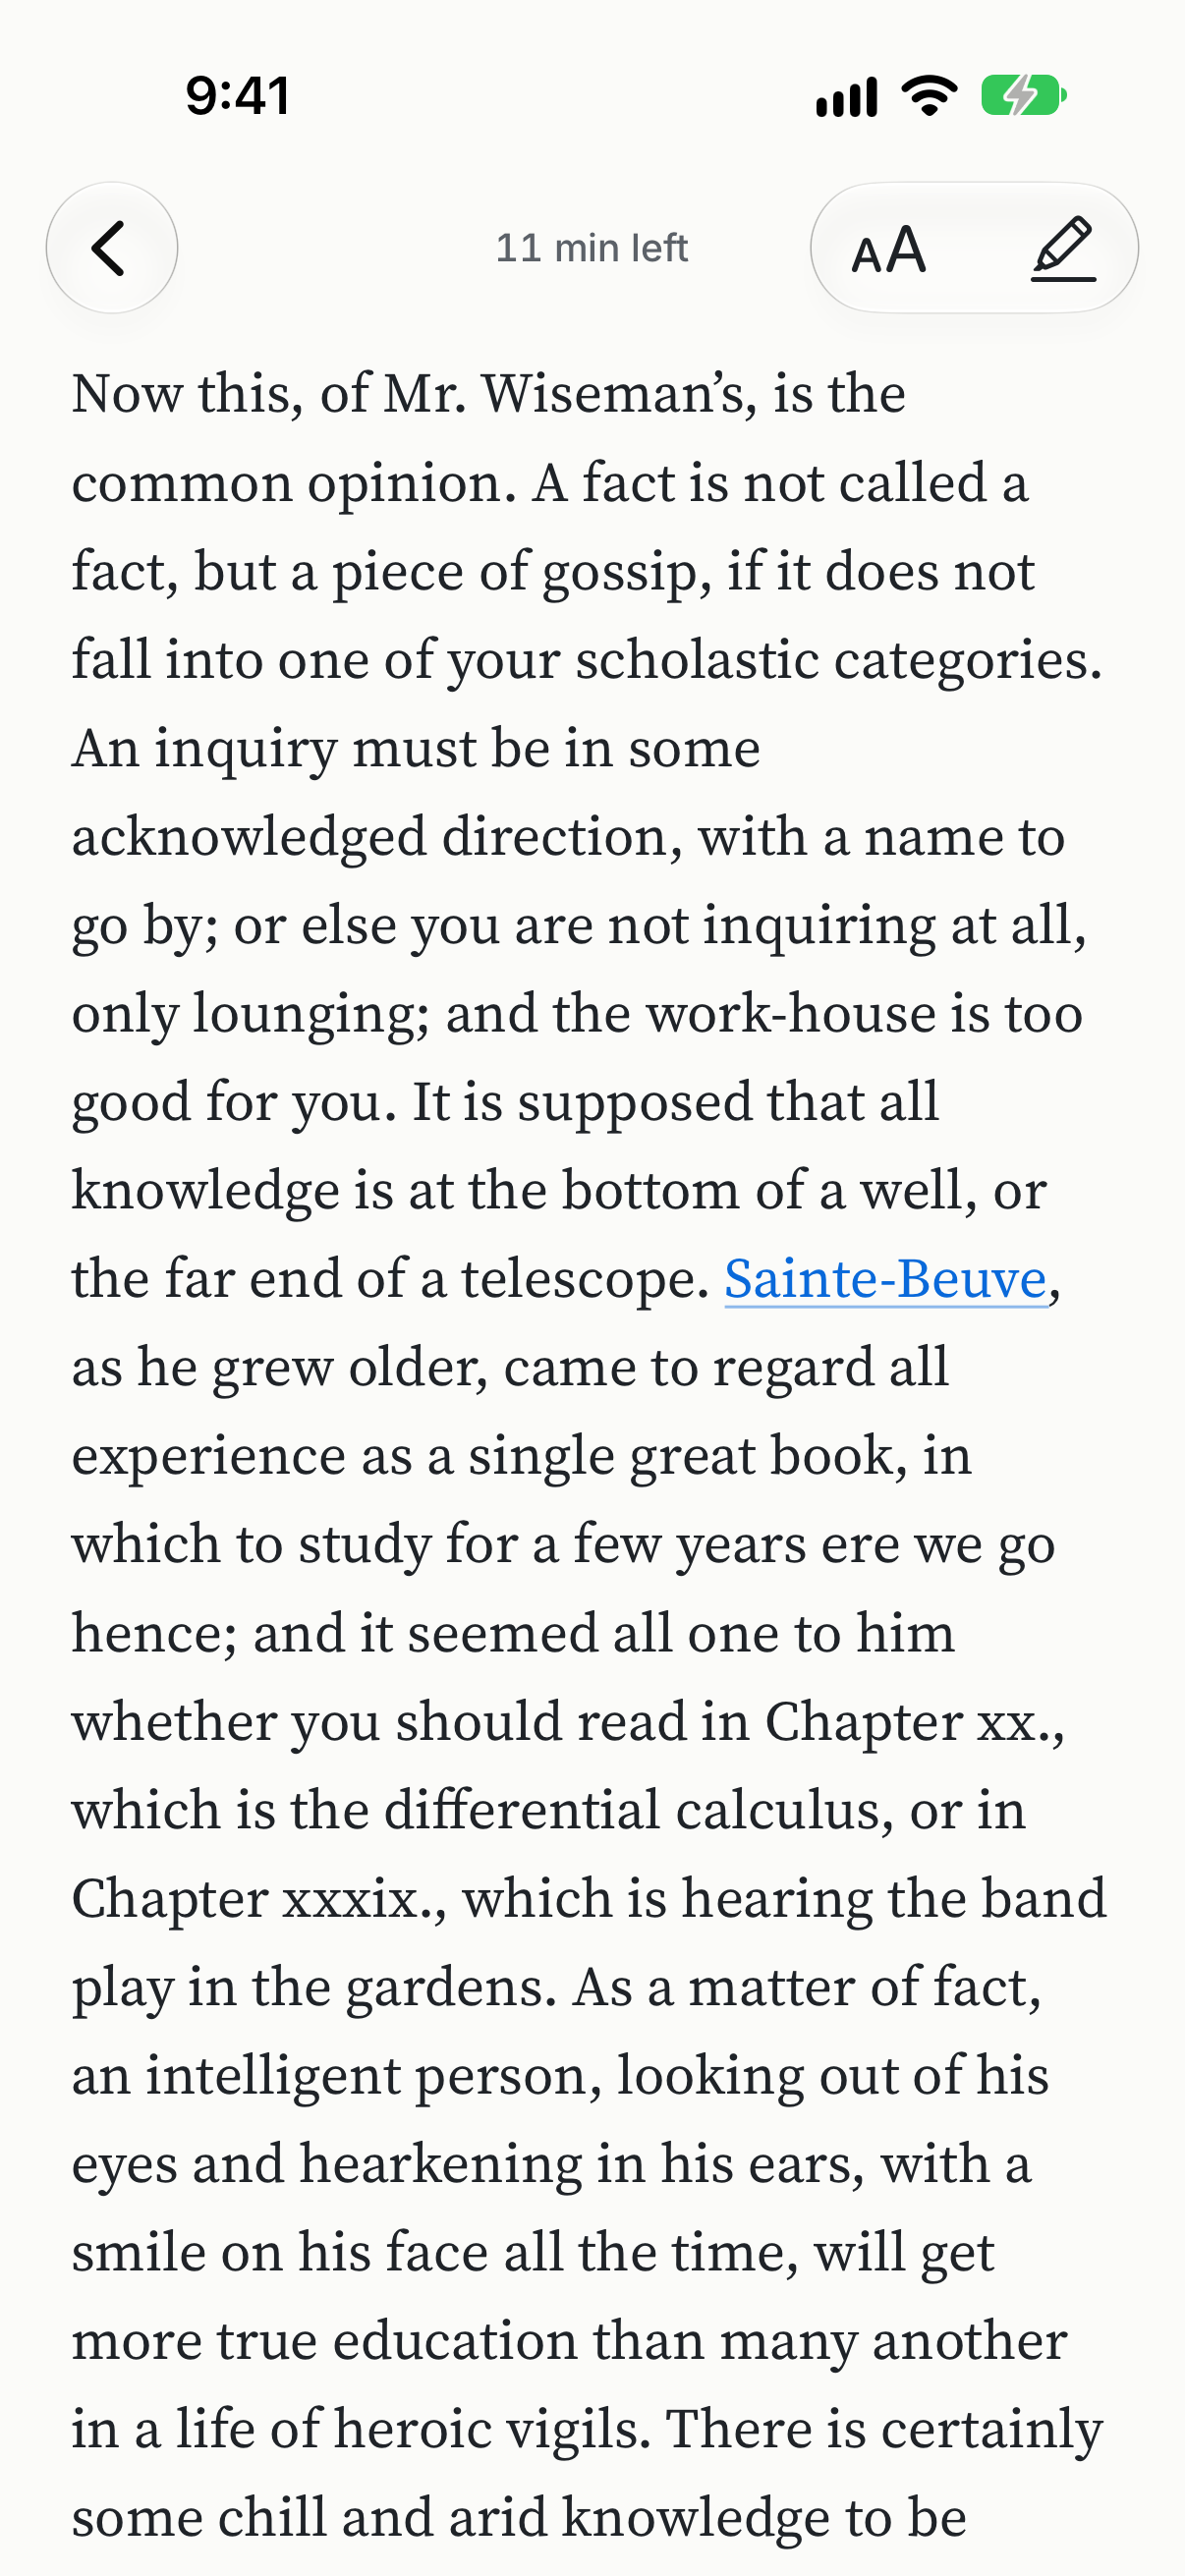 9:41
11 min left
AA
Now this, of Mr. Wiseman’s, is the
common opinion. A fact is not called a
fact, but a piece of gossip, if it does not
fall into one of your scholastic categories.
An inquiry must be in some
acknowledged direction, with a name to
go by; or else you are not inquiring at all,
only lounging; and the work-house is too
good for you. It is supposed that all
knowledge is at the bottom of a well, or
the far end of a telescope. Sainte-Beuve,
as he grew older, came to regard all
experience as a single great book, in
which to study for a few years ere we go
hence; and it seemed all one to him
whether you should read in Chapter xx.,
which is the differential calculus, or in
Chapter xxxix., which is hearing the band
play in the gardens. As a matter of fact,
an intelligent person, looking out of his
eyes and hearkening in his ears, with a
smile on his face all the time, will get
more true education than many another
in a life of heroic vigils. There is certainly
some chill and arid knowledge to be